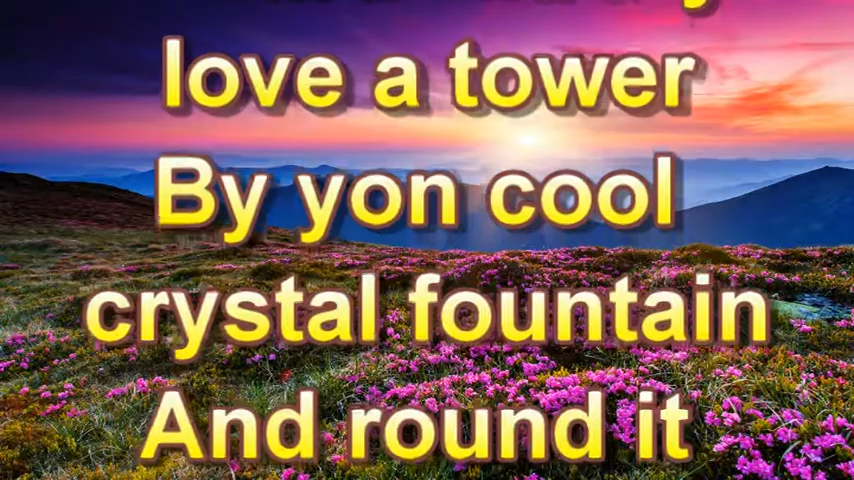 love a tower
By yon cool
crystal fountain
And round it